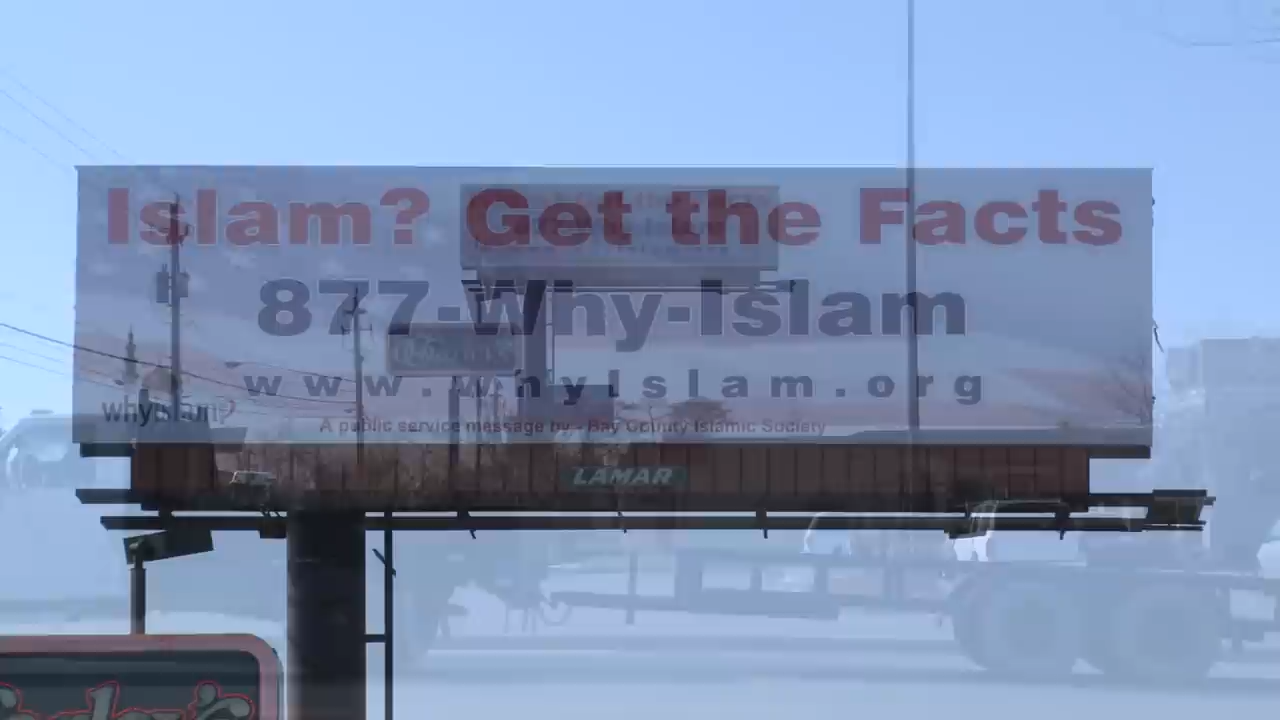 Islam? Get the Facts
877-Why-Islam
www.whyIslam.org
whyislam?
A public service message by - Bay County Islamic Society
LAMAR